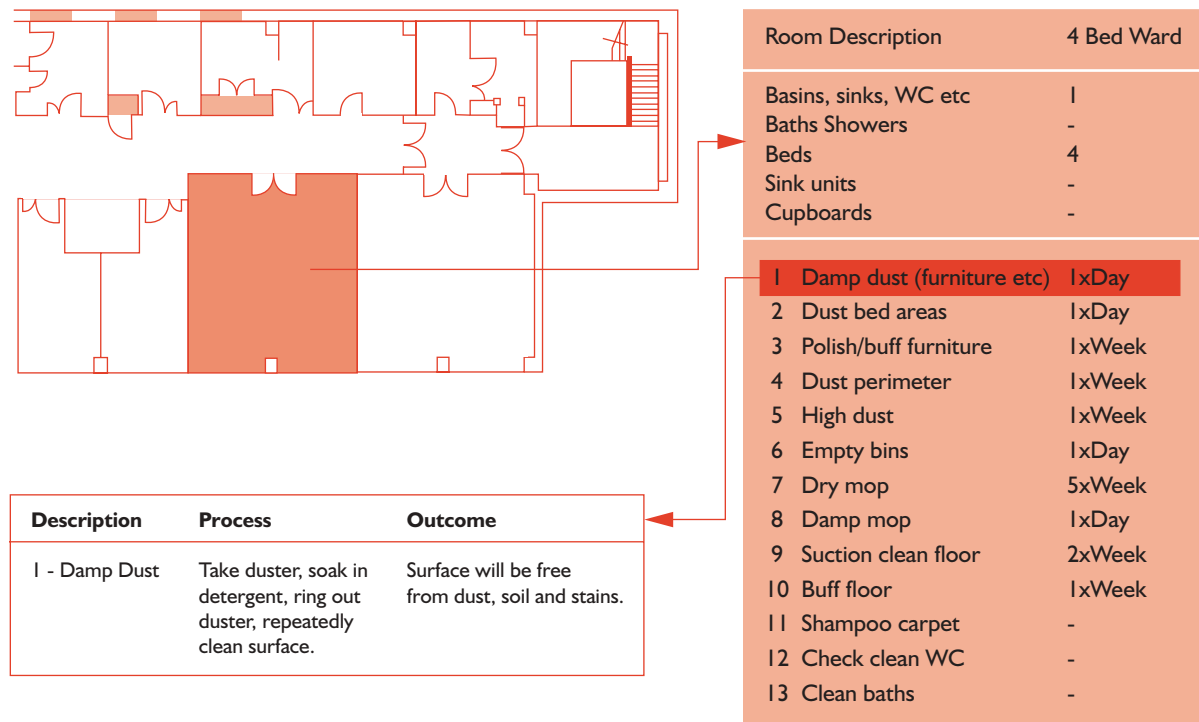 Room Description 4 Bed Ward
Basins, sinks, WC etc 1
Baths Showers -
Beds 4
Sink units -
Cupboards -
1 Damp dust (furniture etc) 1xDay
2 Dust bed areas 1xDay
3 Polish/buff furniture 1xWeek
4 Dust perimeter 1xWeek
5 High dust 1xWeek
6 Empty bins 1xDay
7 Dry mop 5xWeek
8 Damp mop 1xDay
9 Suction clean floor 2xWeek
10 Buff floor 1xWeek
11 Shampoo carpet -
12 Check clean WC -
13 Clean baths -
Description Process Outcome
1 - Damp Dust Take duster, soak in Surface will be free
detergent, ring out from dust, soil and stains.
duster, repeatedly
clean surface.